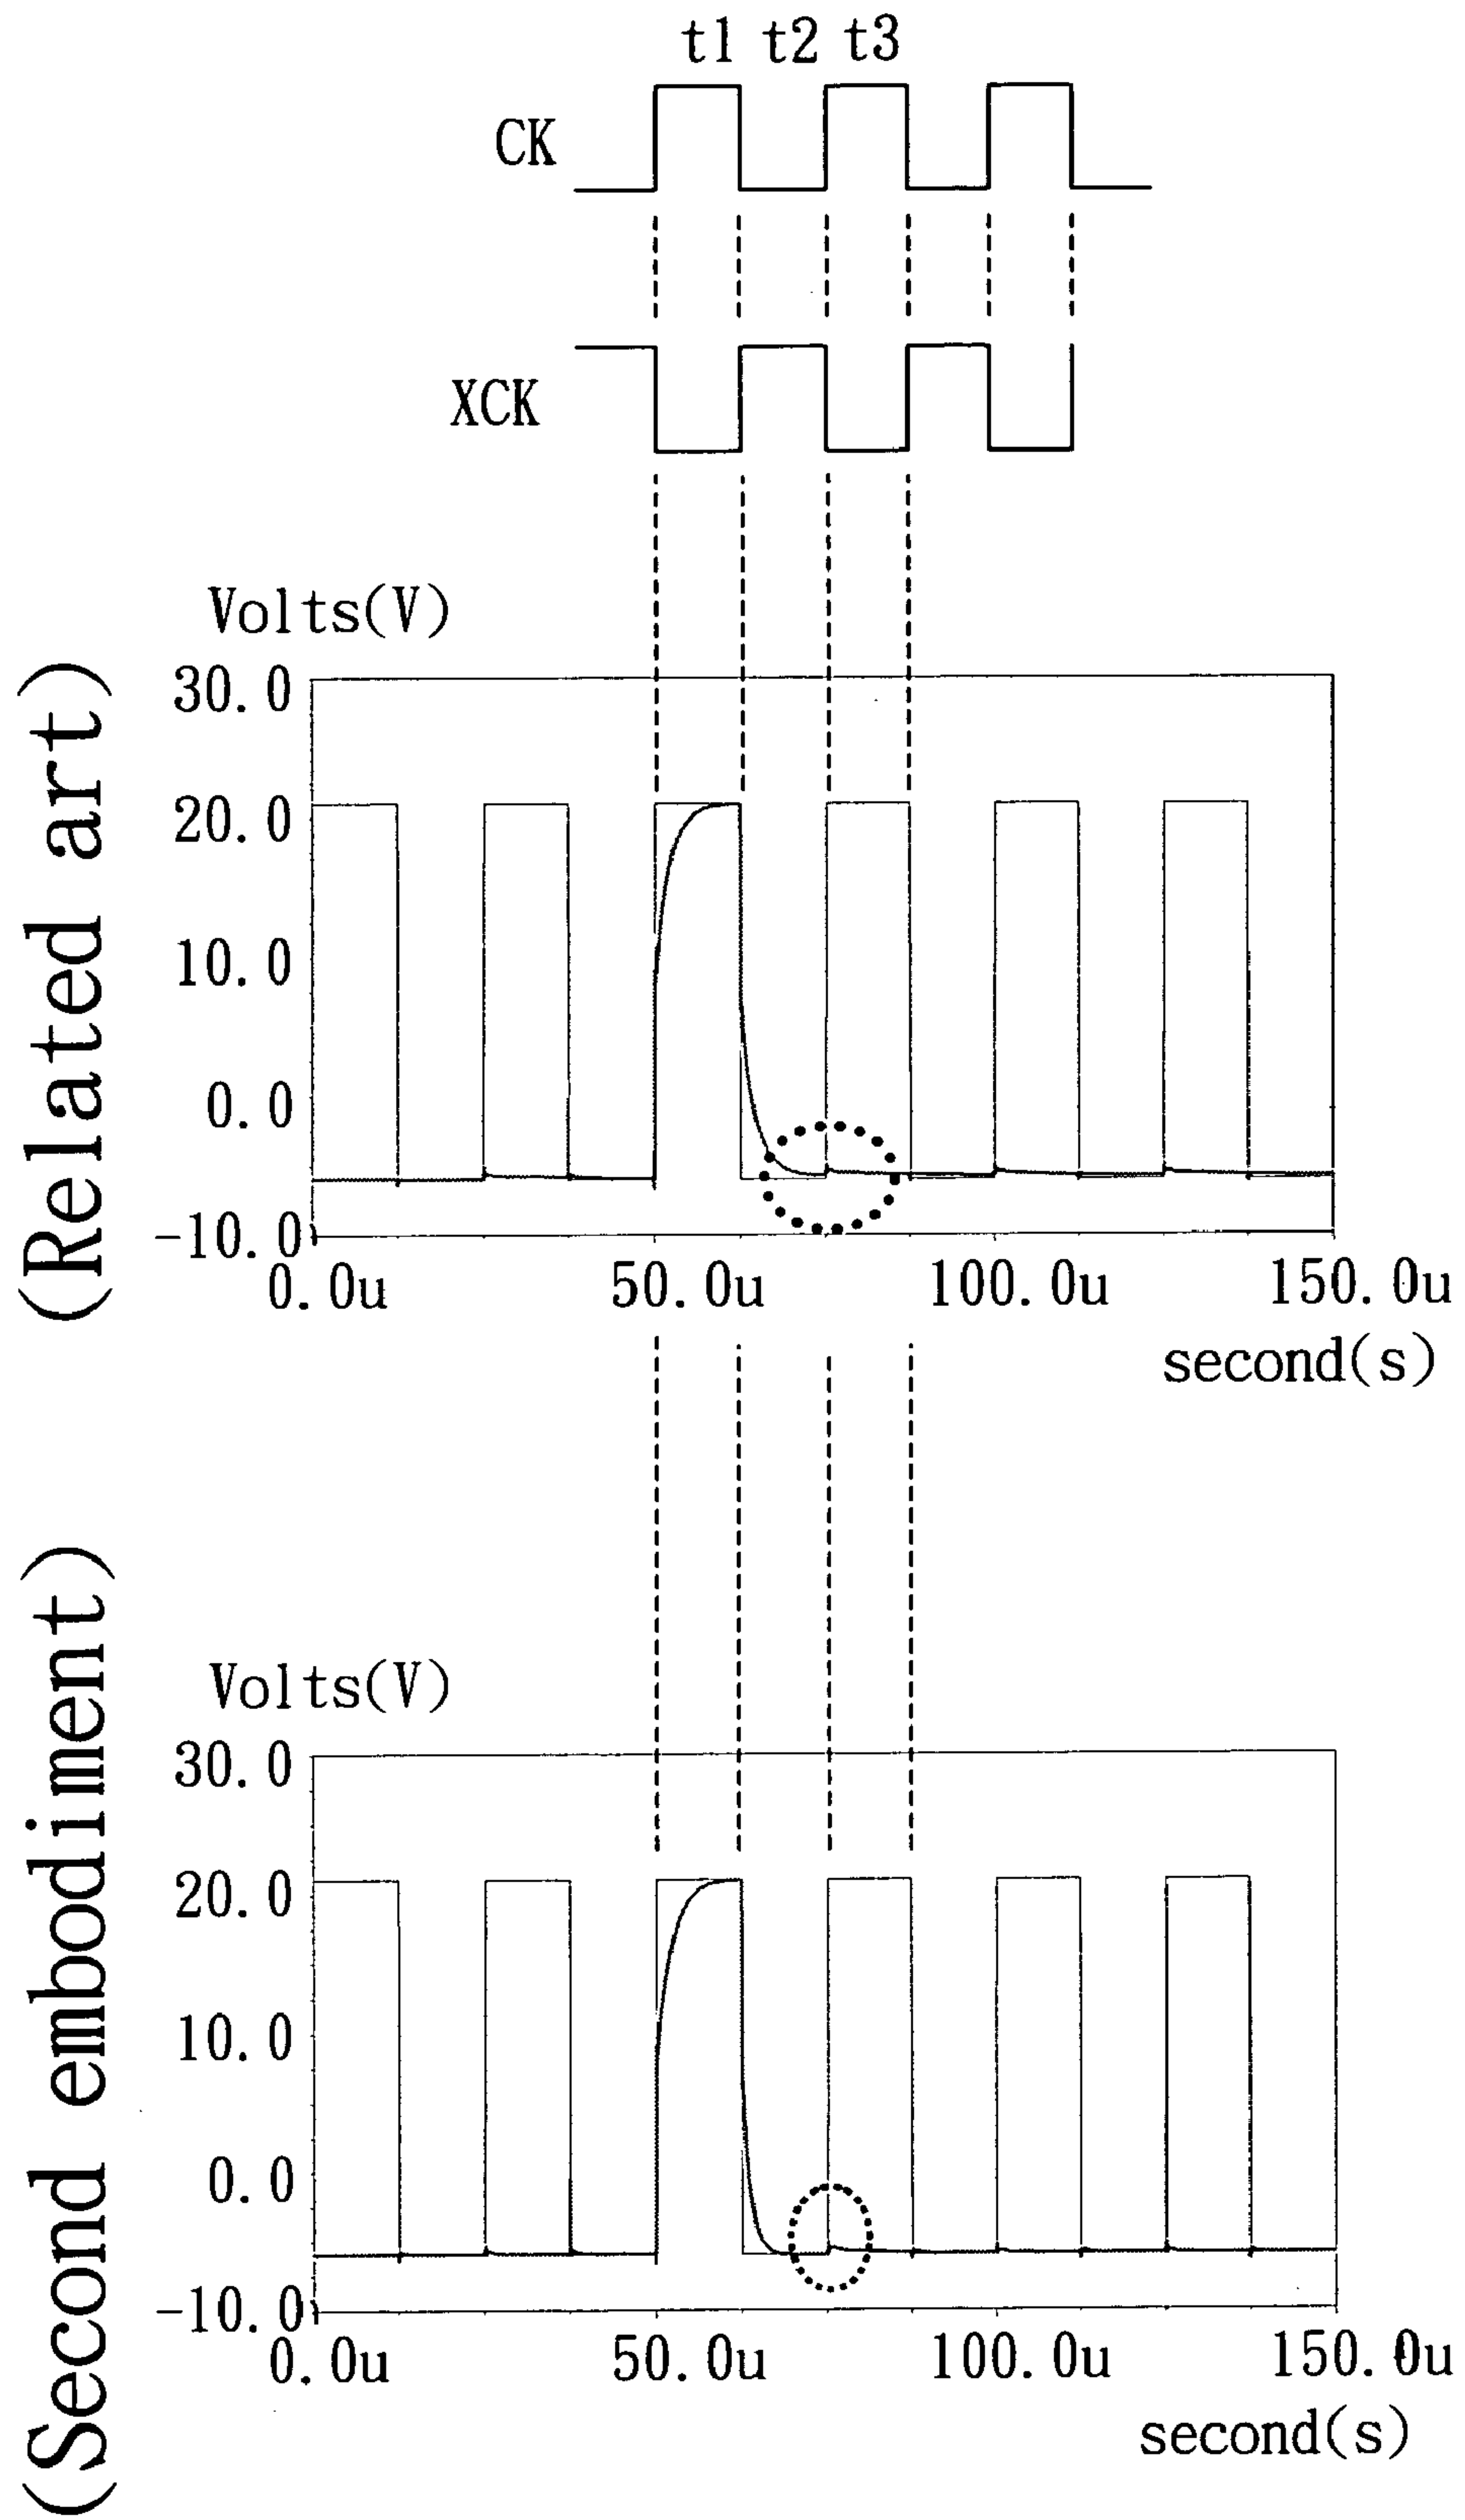 t1 t2 t3
CK
XCK
(Related art)
Volts(V)
30.0
20.0
10.0
0.0
-10.0
0.0u 50.0u 100.0u 150.0u
second(s)
(Second embodiment)
Volts(V)
30.0
20.0
10.0
0.0
-10.0
0.0u 50.0u 100.0u 150.0u
second(s)